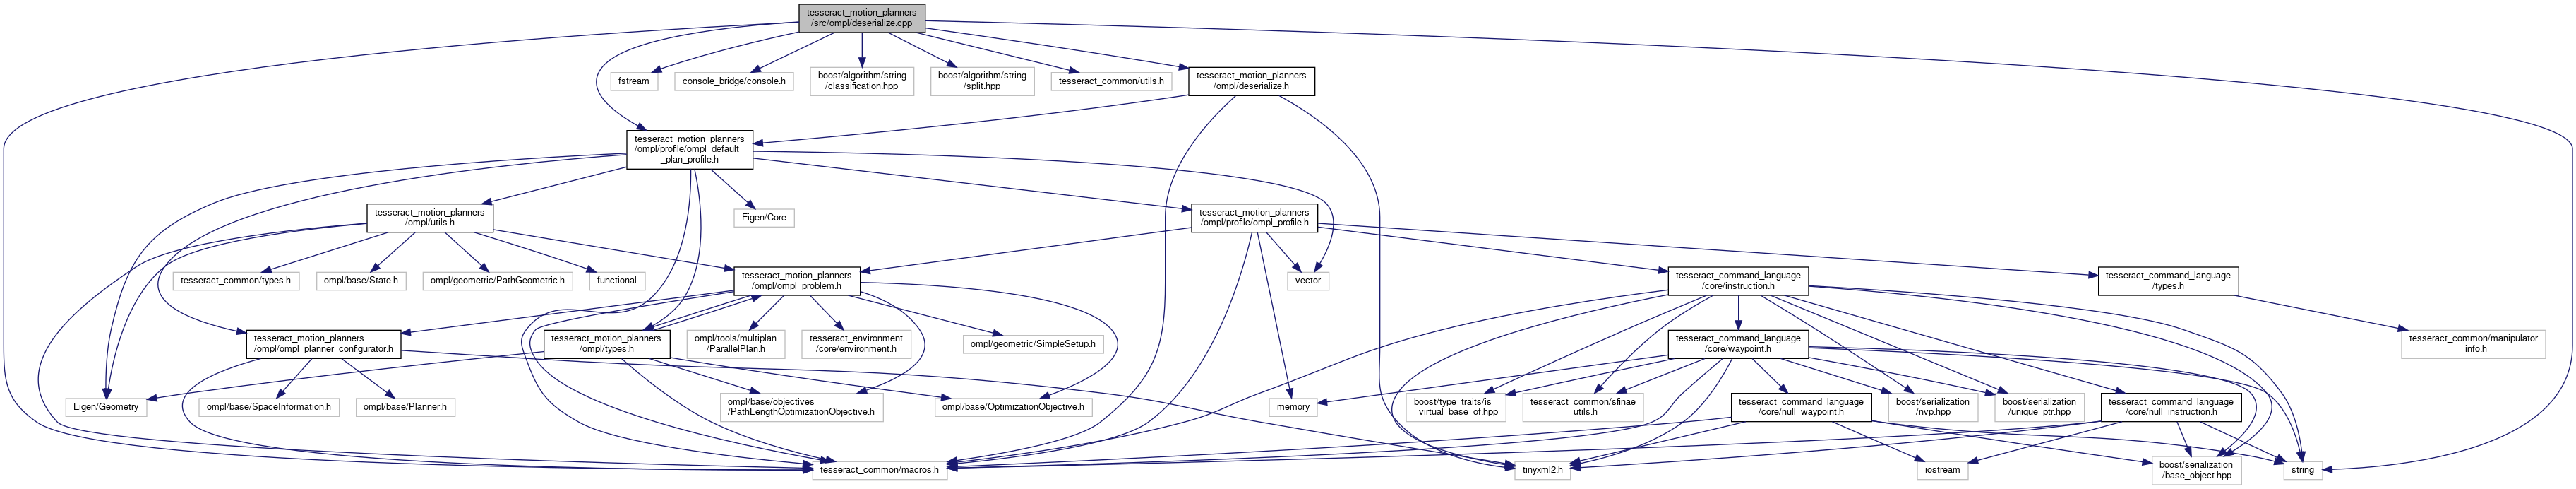 tesseract_motion_planners
/src/ompl/deserialize.cpp
fstream
console_bridge/console.h
boost/algorithm/string
/classification.hpp
boost/algorithm/string
/split.hpp
tesseract_common/utils.h
tesseract_motion_planners
/ompl/deserialize.h
tesseract_motion_planners
/ompl/profile/ompl_default
_plan_profile.h
tesseract_motion_planners
/ompl/utils.h
Eigen/Core
tesseract_motion_planners
/ompl/profile/ompl_profile.h
tesseract_common/types.h
ompl/base/State.h
ompl/geometric/PathGeometric.h
functional
tesseract_motion_planners
/ompl/ompl_problem.h
vector
tesseract_command_language
/core/instruction.h
tesseract_command_language
/types.h
tesseract_motion_planners
/ompl/ompl_planner_configurator.h
tesseract_motion_planners
/ompl/types.h
ompl/tools/multiplan
/ParallelPlan.h
tesseract_environment
/core/environment.h
ompl/geometric/SimpleSetup.h
tesseract_command_language
/core/waypoint.h
tesseract_common/manipulator
_info.h
Eigen/Geometry
ompl/base/SpaceInformation.h
ompl/base/Planner.h
ompl/base/objectives
/PathLengthOptimizationObjective.h
ompl/base/OptimizationObjective.h
memory
boost/type_traits/is
_virtual_base_of.hpp
tesseract_common/sfinae
_utils.h
tesseract_command_language
/core/null_waypoint.h
boost/serialization
/nvp.hpp
boost/serialization
/unique_ptr.hpp
tesseract_command_language
/core/null_instruction.h
tesseract_common/macros.h
tinyxml2.h
iostream
boost/serialization
/base_object.hpp
string